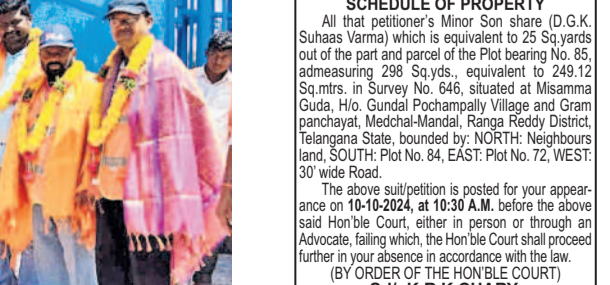 SCHEDULE OF PROPERTY
All that petitioner's Minor Son share (D.G.K.
Suhaas Varma) which is equivalent to 25 Sq.yards
out of the part and parcel of the Plot bearing No. 85,
admeasuring 298 Sq.yds., equivalent to 249.12
Sq.mtrs. in Survey No. 646, situated at Misamma
Guda, H/o. Gundal Pochampally Village and Gram
panchayat, Medchal-Mandal, Ranga Reddy District,
Telangana State, bounded by: NORTH: Neighbours
land, SOUTH: Plot No. 84, EAST: Plot No. 72, WEST:
30' wide Road.
The above suit/petition is posted for your appear-
ance on 10-10-2024, at 10:30 A.M. before the above
said Hon'ble Court, either in person or through an
Advocate, failing which, the Hon'ble Court shall proceed
further in your absence in accordance with the law.
(BY ORDER OF THE HON'BLE COURT)